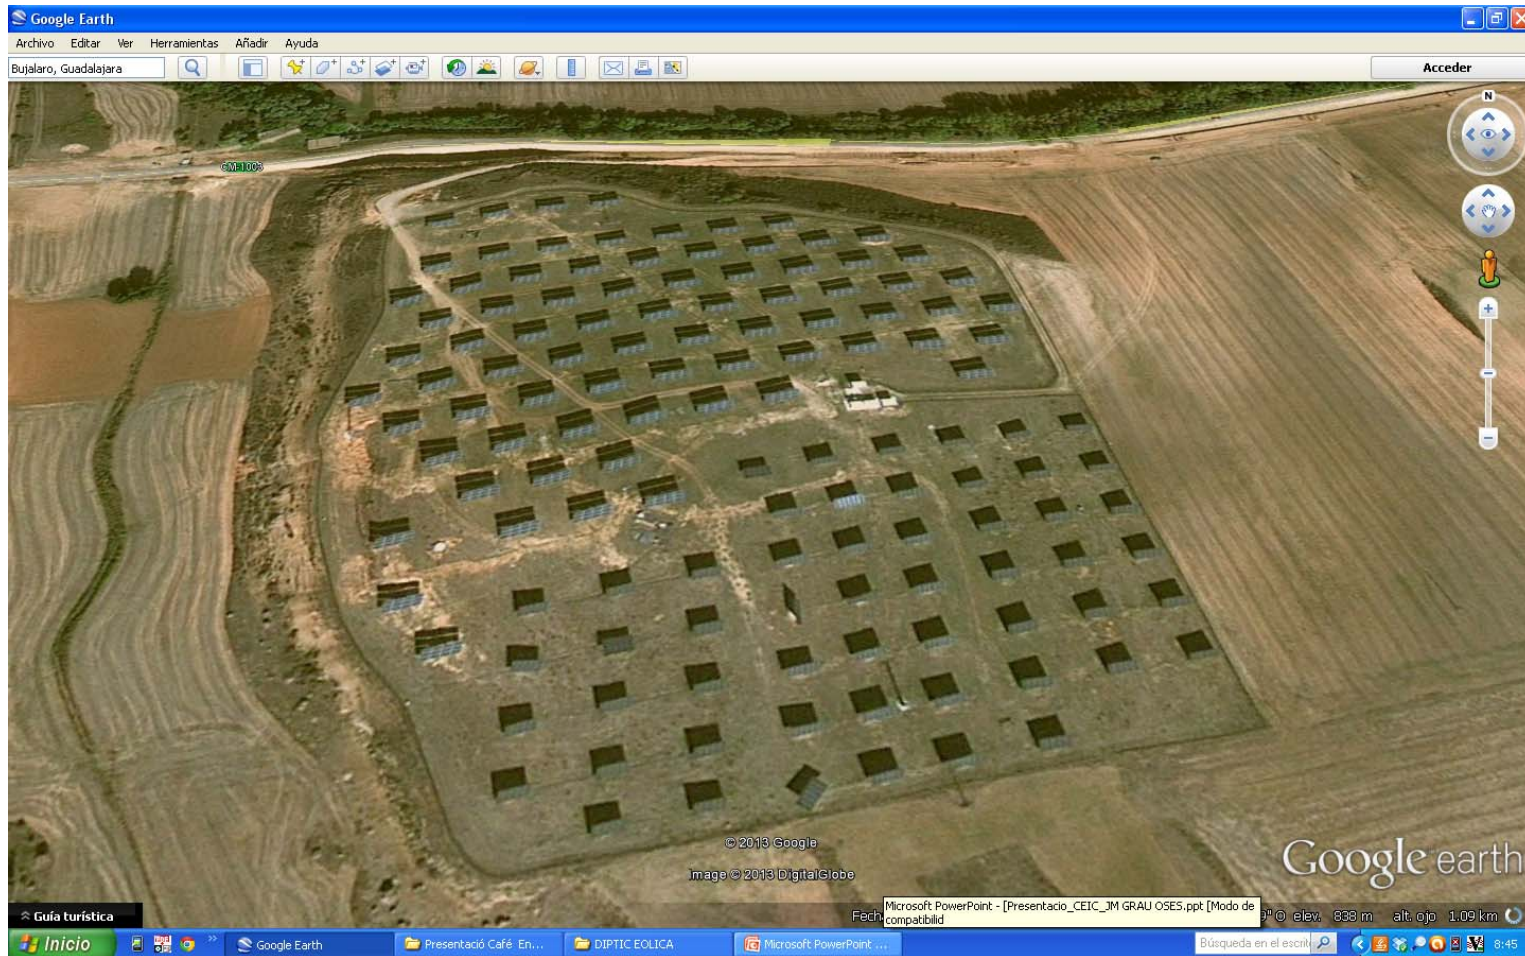 Google Earth
Archivo Editar Ver Herramientas Añadir Ayuda
Bujalaro, Guadalajara
Acceder
N
CM-1003
© 2013 Google
Image © 2013 DigitalGlobe
Google earth
Guía turística
Fech
Microsoft PowerPoint - [Presentacio_CEIC_JM GRAU OSES.ppt [Modo de
compatibilid
9" O elev. 838 m alt. ojo 1.09 km
Inicio
Google Earth
Presentació Café En...
DIPTIC EOLICA
Microsoft PowerPoint ...
Búsqueda en el escrit
8:45